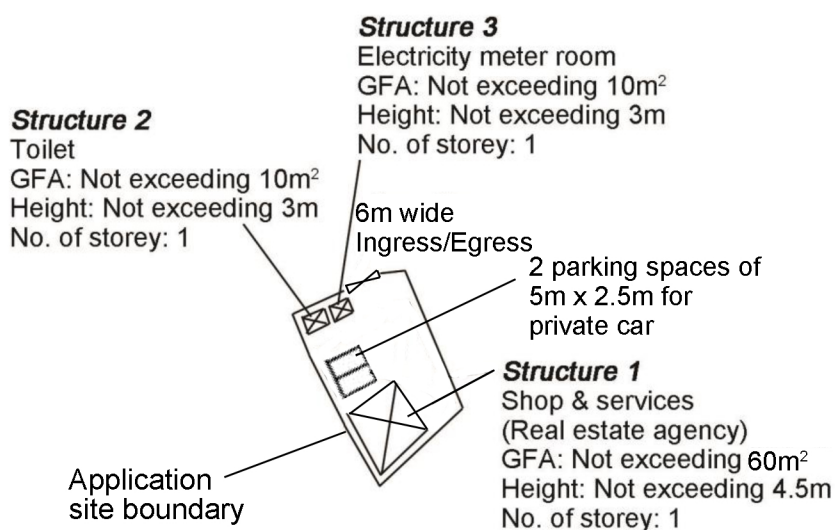 Structure 3
Electricity meter room
GFA: Not exceeding 10m²
Height: Not exceeding 3m
No. of storey: 1
Structure 2
Toilet
GFA: Not exceeding 10m²
Height: Not exceeding 3m
No. of storey: 1
6m wide
Ingress/Egress
2 parking spaces of
5m x 2.5m for
private car
Structure 1
Shop & services
(Real estate agency)
GFA: Not exceeding 60m²
Height: Not exceeding 4.5m
No. of storey: 1
Application
site boundary